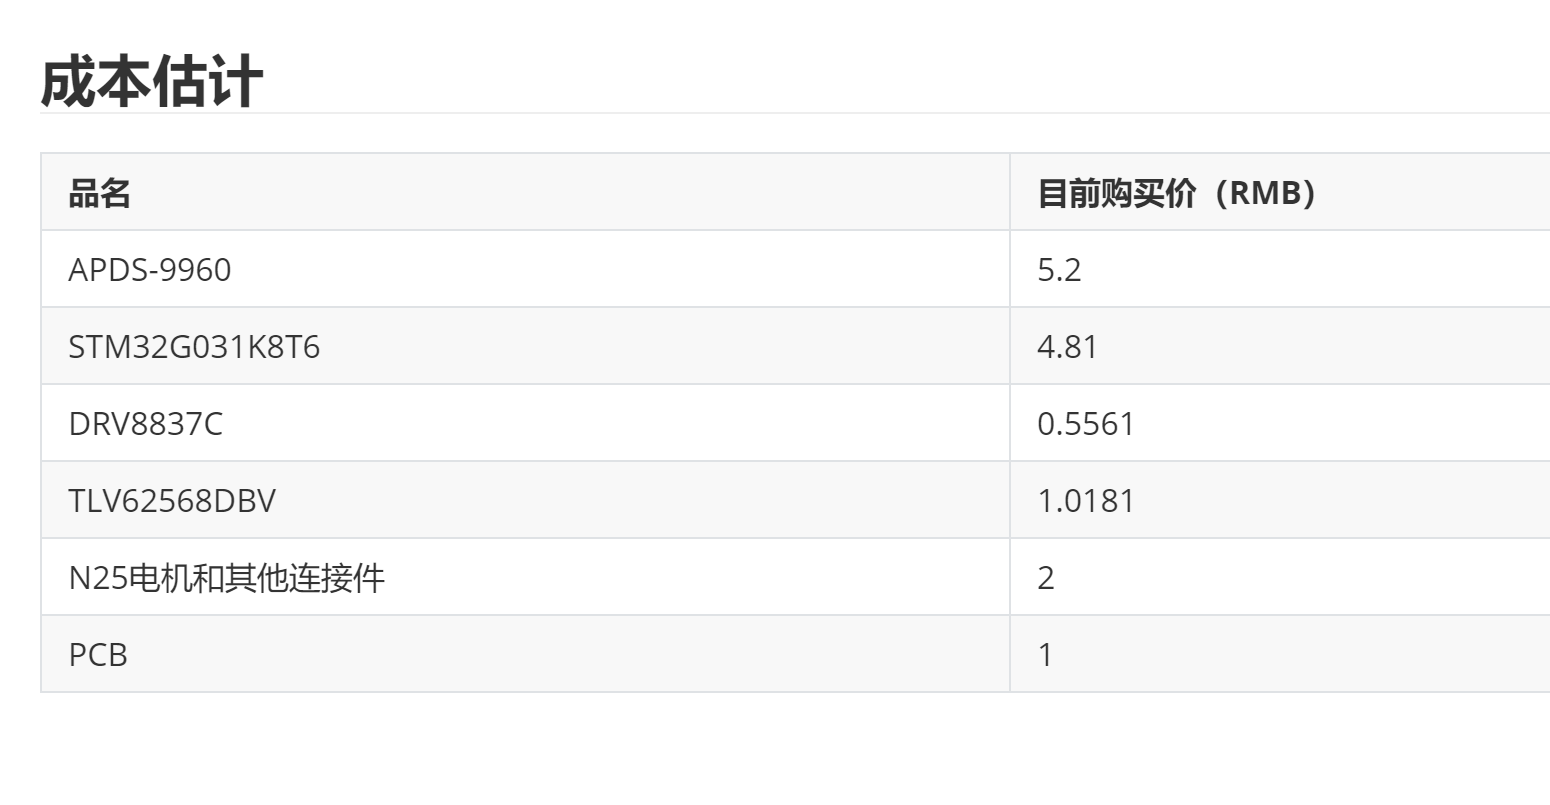 成本估计
品名 目前购买价（RMB）
APDS-9960 5.2
STM32G031K8T6 4.81
DRV8837C 0.5561
TLV62568DBV 1.0181
N25电机和其他连接件 2
PCB 1